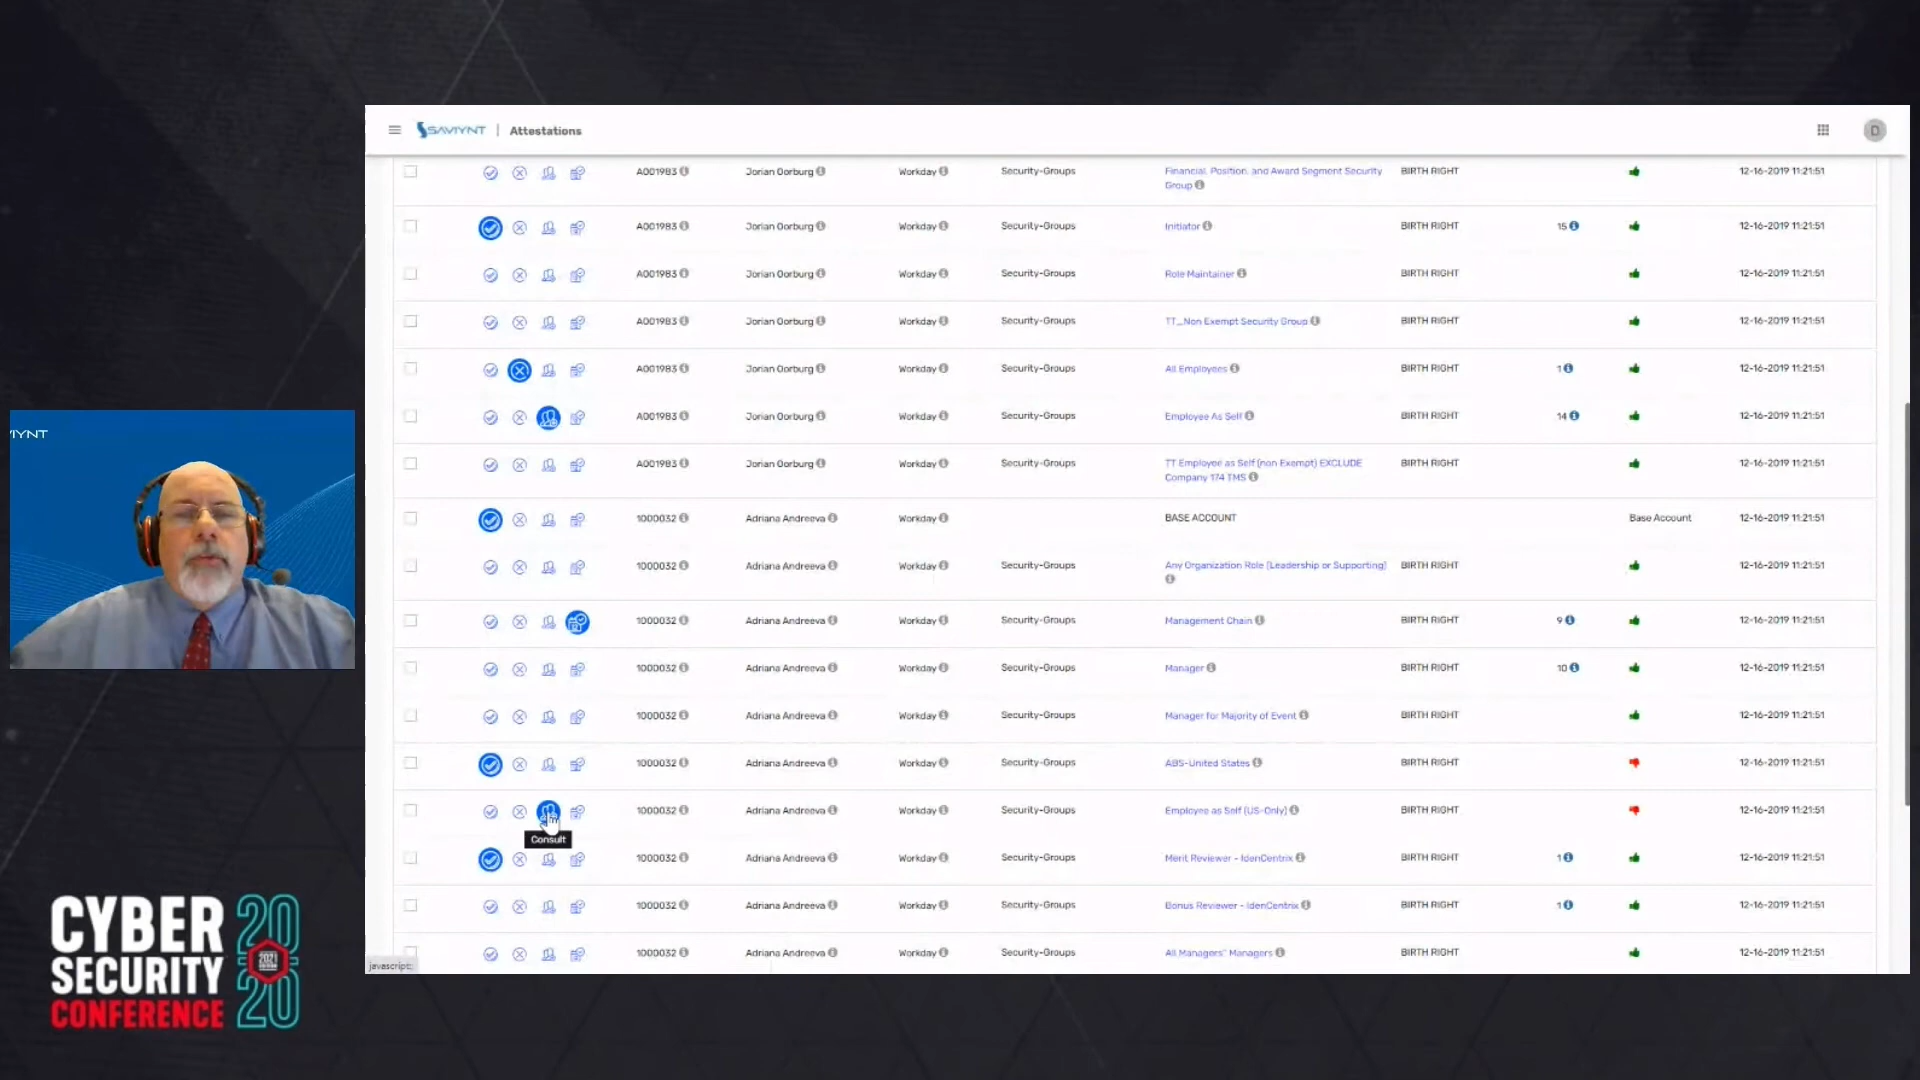 SAVIYNT | Attestations D
A001983 Jorian Oorburg Workday Security-Groups Financial, Position, and Award Segment Security BIRTH RIGHT 12-16-2019 11:21:51
Group
A001983 Jorian Oorburg Workday Security-Groups Initiator BIRTH RIGHT 15 12-16-2019 11:21:51
A001983 Jorian Oorburg Workday Security-Groups Role Maintainer BIRTH RIGHT 12-16-2019 11:21:51
A001983 Jorian Oorburg Workday Security-Groups TT_Non Exempt Security Group BIRTH RIGHT 12-16-2019 11:21:51
A001983 Jorian Oorburg Workday Security-Groups All Employees BIRTH RIGHT 1 12-16-2019 11:21:51
A001983 Jorian Oorburg Workday Security-Groups Employee As Self BIRTH RIGHT 14 12-16-2019 11:21:51
A001983 Jorian Oorburg Workday Security-Groups TT Employee as Self (non Exempt) EXCLUDE BIRTH RIGHT 12-16-2019 11:21:51
Company 174 TMS
1000032 Adriana Andreeva Workday BASE ACCOUNT Base Account 12-16-2019 11:21:51
1000032 Adriana Andreeva Workday Security-Groups Any Organization Role (Leadership or Supporting) BIRTH RIGHT 12-16-2019 11:21:51
1000032 Adriana Andreeva Workday Security-Groups Management Chain BIRTH RIGHT 9 12-16-2019 11:21:51
1000032 Adriana Andreeva Workday Security-Groups Manager BIRTH RIGHT 10 12-16-2019 11:21:51
1000032 Adriana Andreeva Workday Security-Groups Manager for Majority of Event BIRTH RIGHT 12-16-2019 11:21:51
1000032 Adriana Andreeva Workday Security-Groups ABS-United States BIRTH RIGHT 12-16-2019 11:21:51
1000032 Adriana Andreeva Workday Security-Groups Employee as Self (US-Only) BIRTH RIGHT 12-16-2019 11:21:51
Consult
1000032 Adriana Andreeva Workday Security-Groups Merit Reviewer - IdenCentrix BIRTH RIGHT 1 12-16-2019 11:21:51
1000032 Adriana Andreeva Workday Security-Groups Bonus Reviewer - IdenCentrix BIRTH RIGHT 1 12-16-2019 11:21:51
1000032 Adriana Andreeva Workday Security-Groups All Managers" Managers BIRTH RIGHT 12-16-2019 11:21:51
javascript:;
IYNT
CYBER 20
SECURITY 2021
CONFERENCE 20